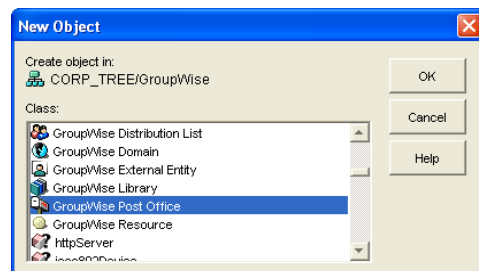 New Object
Create object in:
CORP_TREE/GroupWise
OK
Class:
Cancel
GroupWise Distribution List
GroupWise Domain
Help
GroupWise External Entity
GroupWise Library
GroupWise Post Office
GroupWise Resource
httpServer